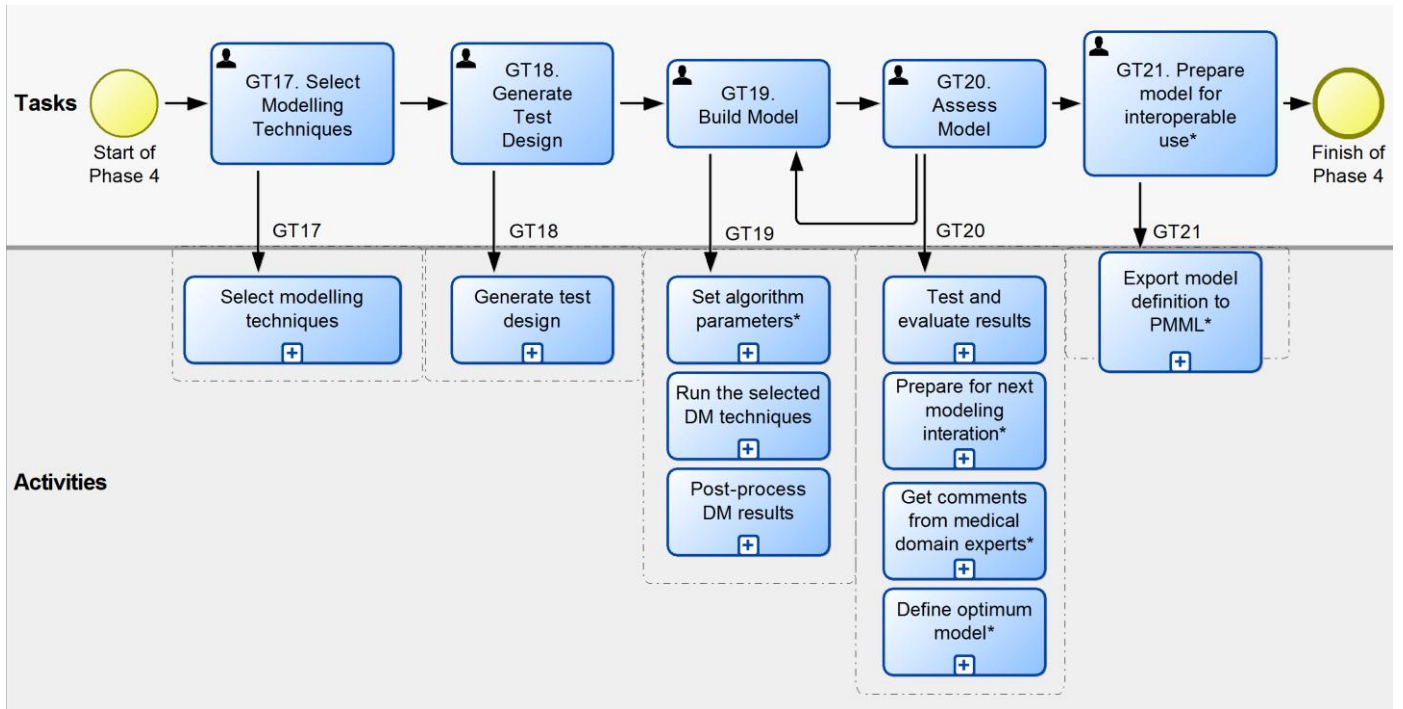 Tasks
Start of
Phase 4
GT17. Select
Modelling
Techniques
GT18.
Generate
Test
Design
GT19.
Build Model
GT20.
Assess
Model
GT21. Prepare
model for
interoperable
use*
Finish of
Phase 4
GT17
GT18
GT19
GT20
GT21
Activities
Select modelling
techniques
Generate test
design
Set algorithm
parameters*
Run the selected
DM techniques
Post-process
DM results
Test and
evaluate results
Prepare for next
modeling
interation*
Get comments
from medical
domain experts*
Define optimum
model*
Export model
definition to
PMML*